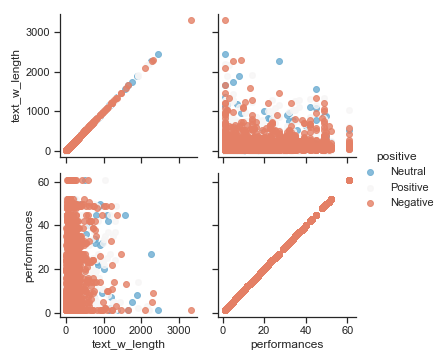 text_w_length
3000
2000
1000
0
positive
Neutral
Positive
Negative
performances
60
40
20
0
0 1000 2000 3000
text_w_length
0 20 40 60
performances